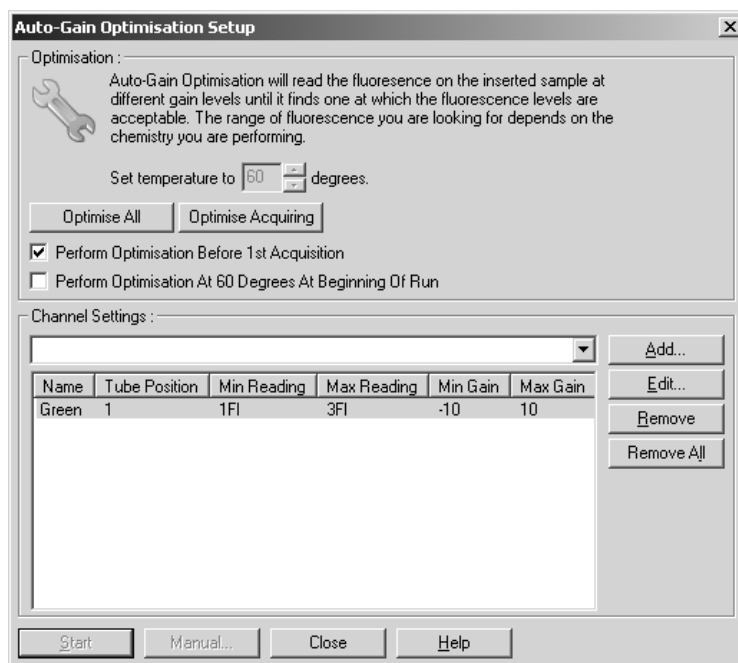 Auto-Gain Optimisation Setup
Optimisation :
Auto-Gain Optimisation will read the fluoresence on the inserted sample at
different gain levels until it finds one at which the fluorescence levels are
acceptable. The range of fluorescence you are looking for depends on the
chemistry you are performing.
Set temperature to 60 degrees.
Optimise All Optimise Acquiring
Perform Optimisation Before 1st Acquisition
Perform Optimisation At 60 Degrees At Beginning Of Run
Channel Settings :
Add...
Name Tube Position Min Reading Max Reading Min Gain Max Gain Edit...
Green 1 1Fl 3Fl -10 10
Remove
Remove All
Start Manual... Close Help